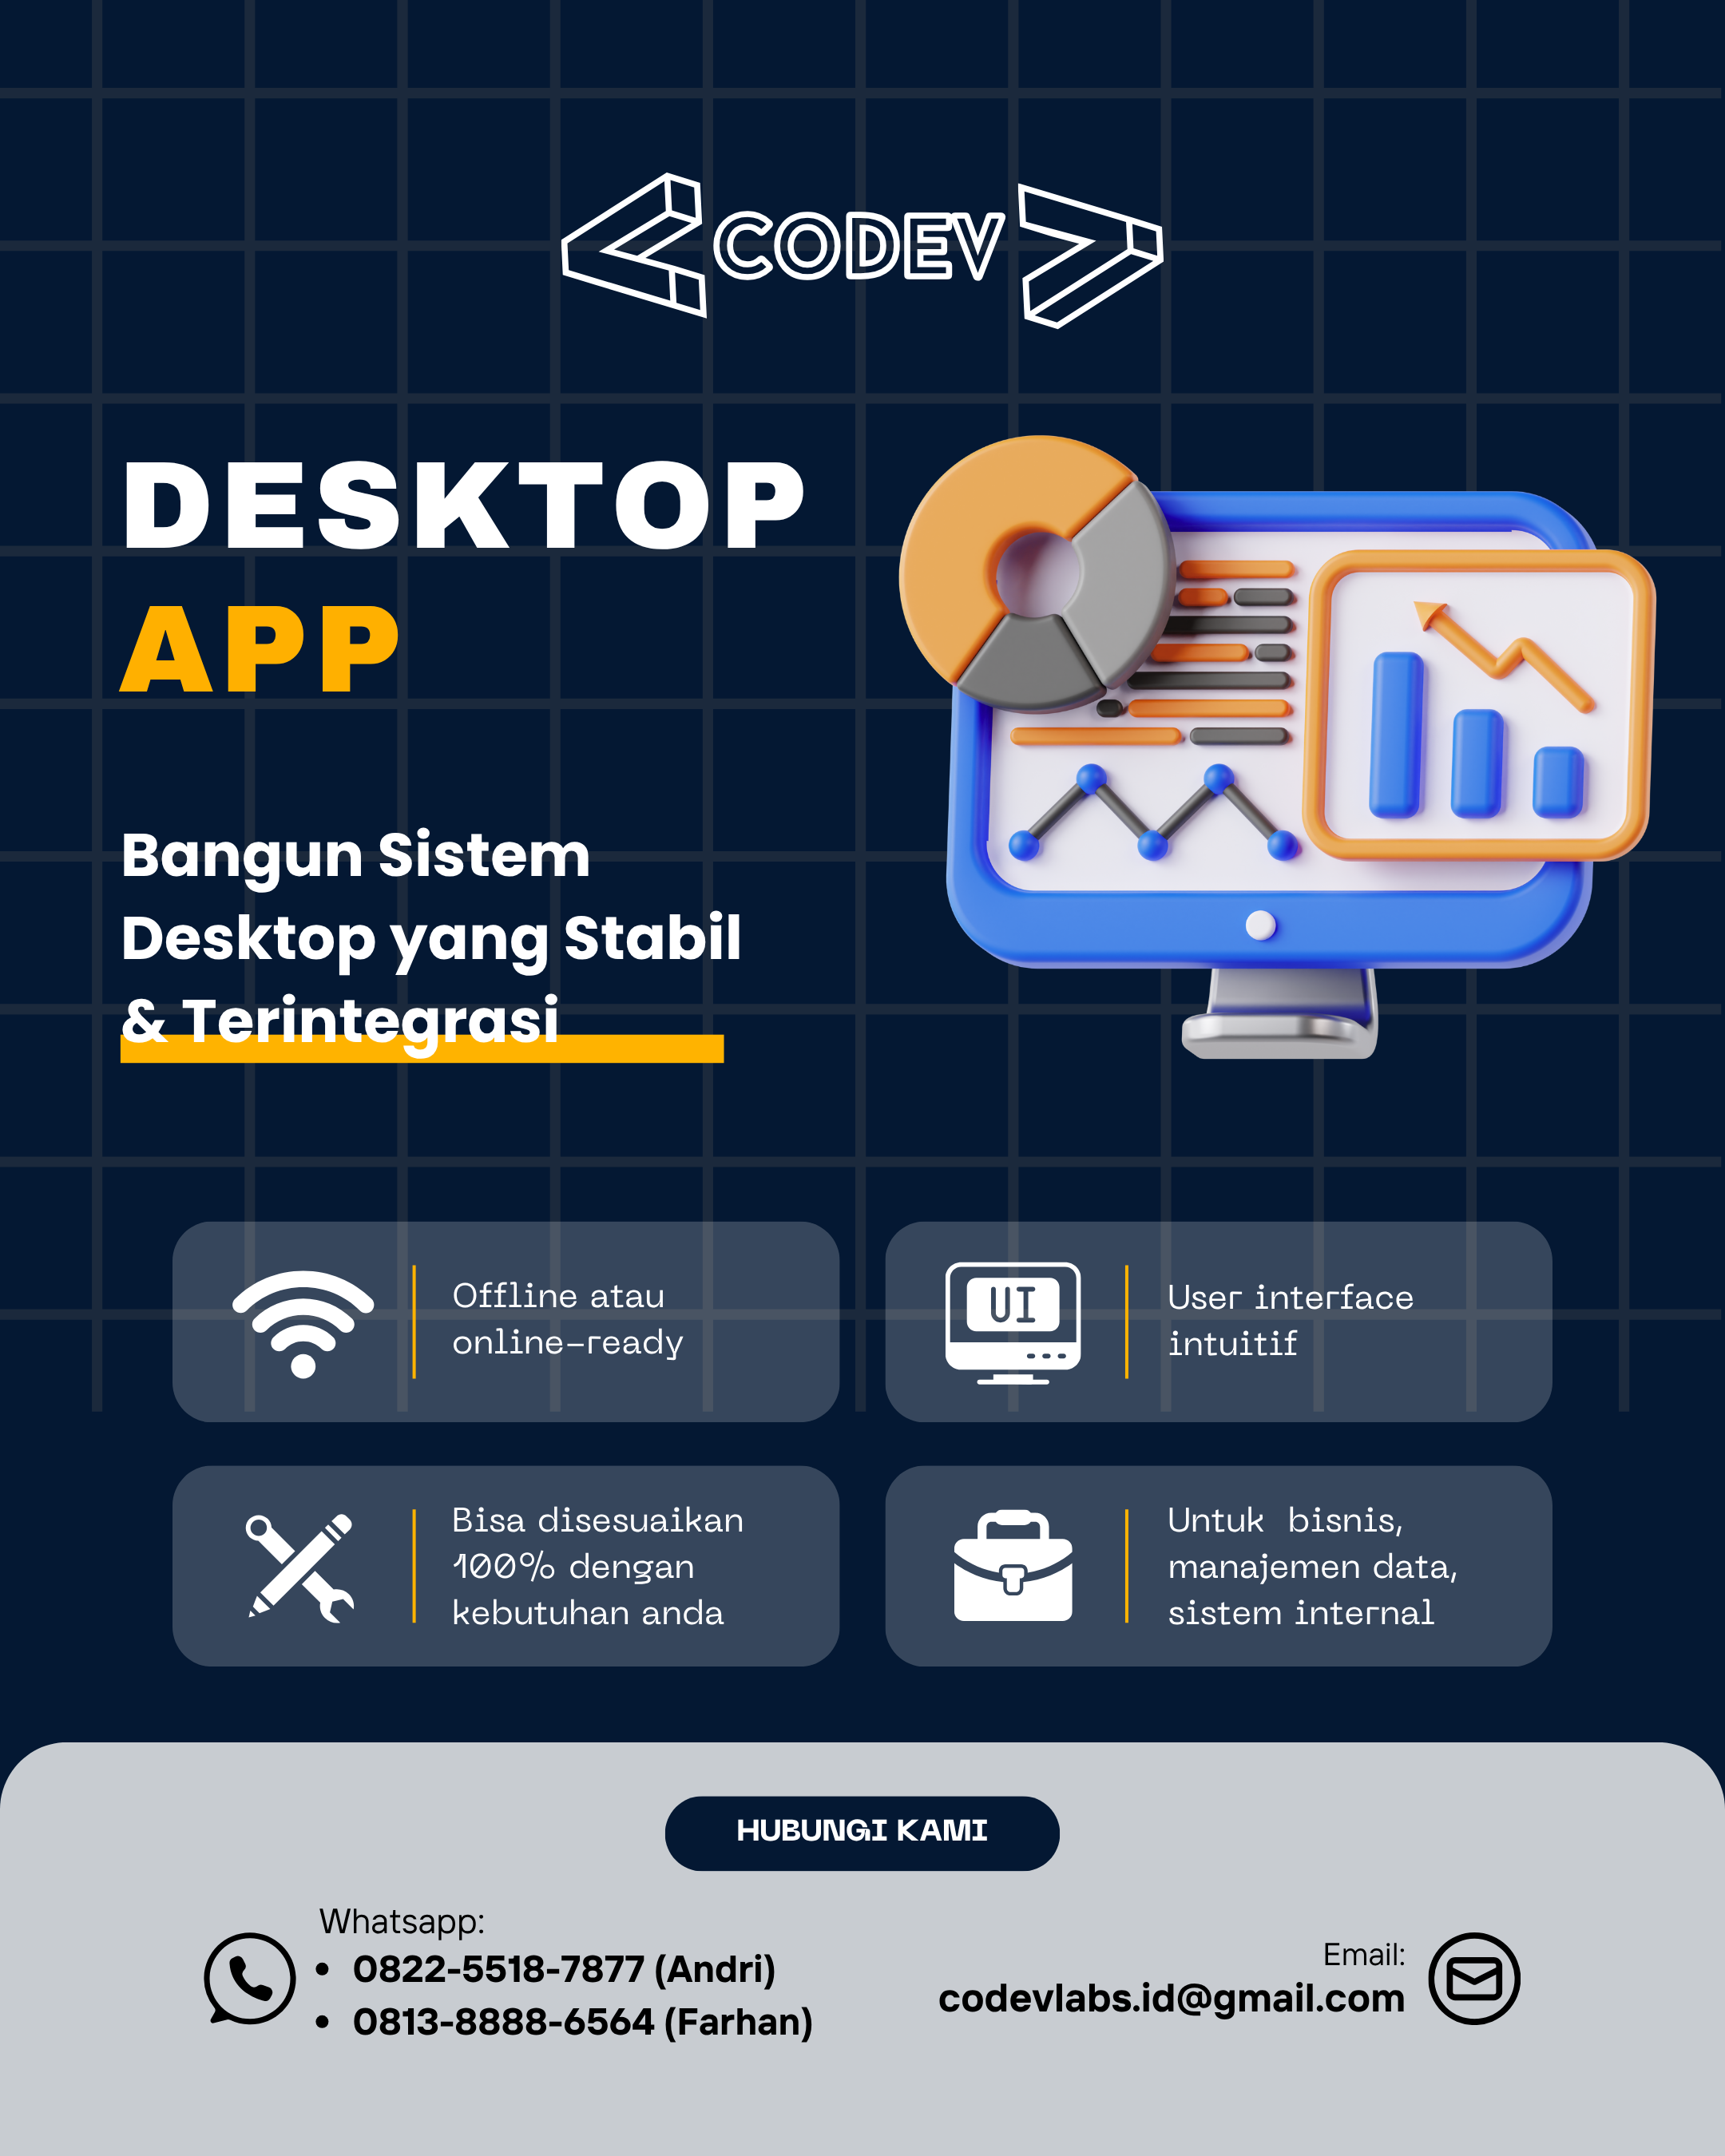 CODEV
DESKTOP
APP
Bangun Sistem
Desktop yang Stabil
& Terintegrasi
Offline atau
online-ready
UI
User interface
intuitif
Bisa disesuaikan
100% dengan
kebutuhan anda
Untuk bisnis,
manajemen data,
sistem internal
HUBUNGI KAMI
Whatsapp:
• 0822-5518-7877 (Andri)
• 0813-8888-6564 (Farhan)
Email:
codevlabs.id@gmail.com